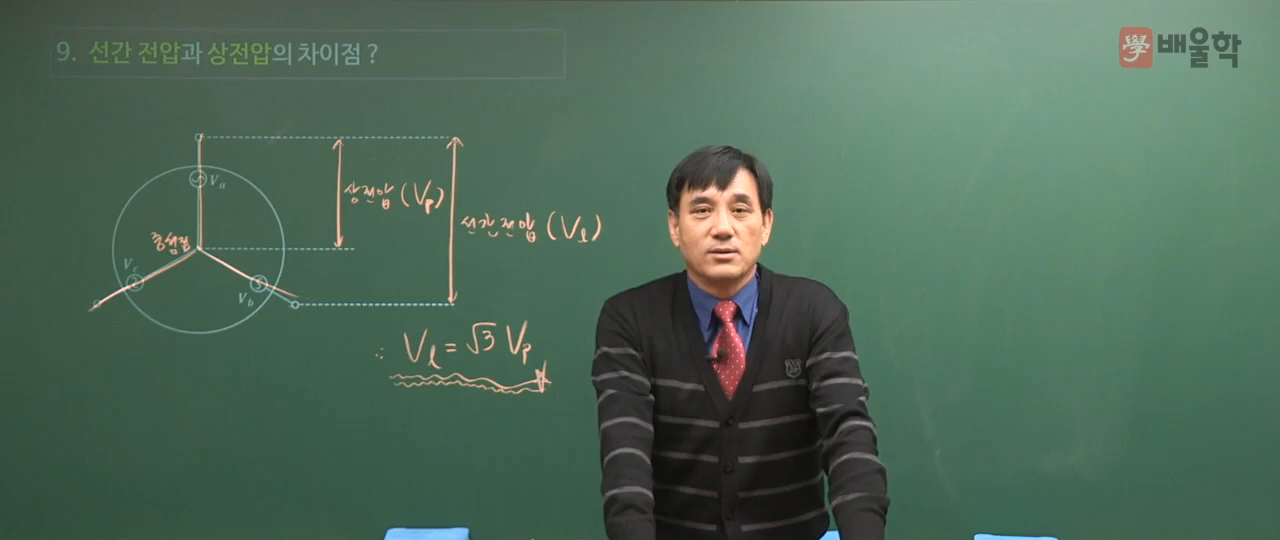 9. 선간 전압과 상전압의 차이점 ?
學 배울학
Va
상전압 (Vp)
선간전압 (Vℓ)
중성점
Vc
Vb
∴ Vℓ = √3 Vp